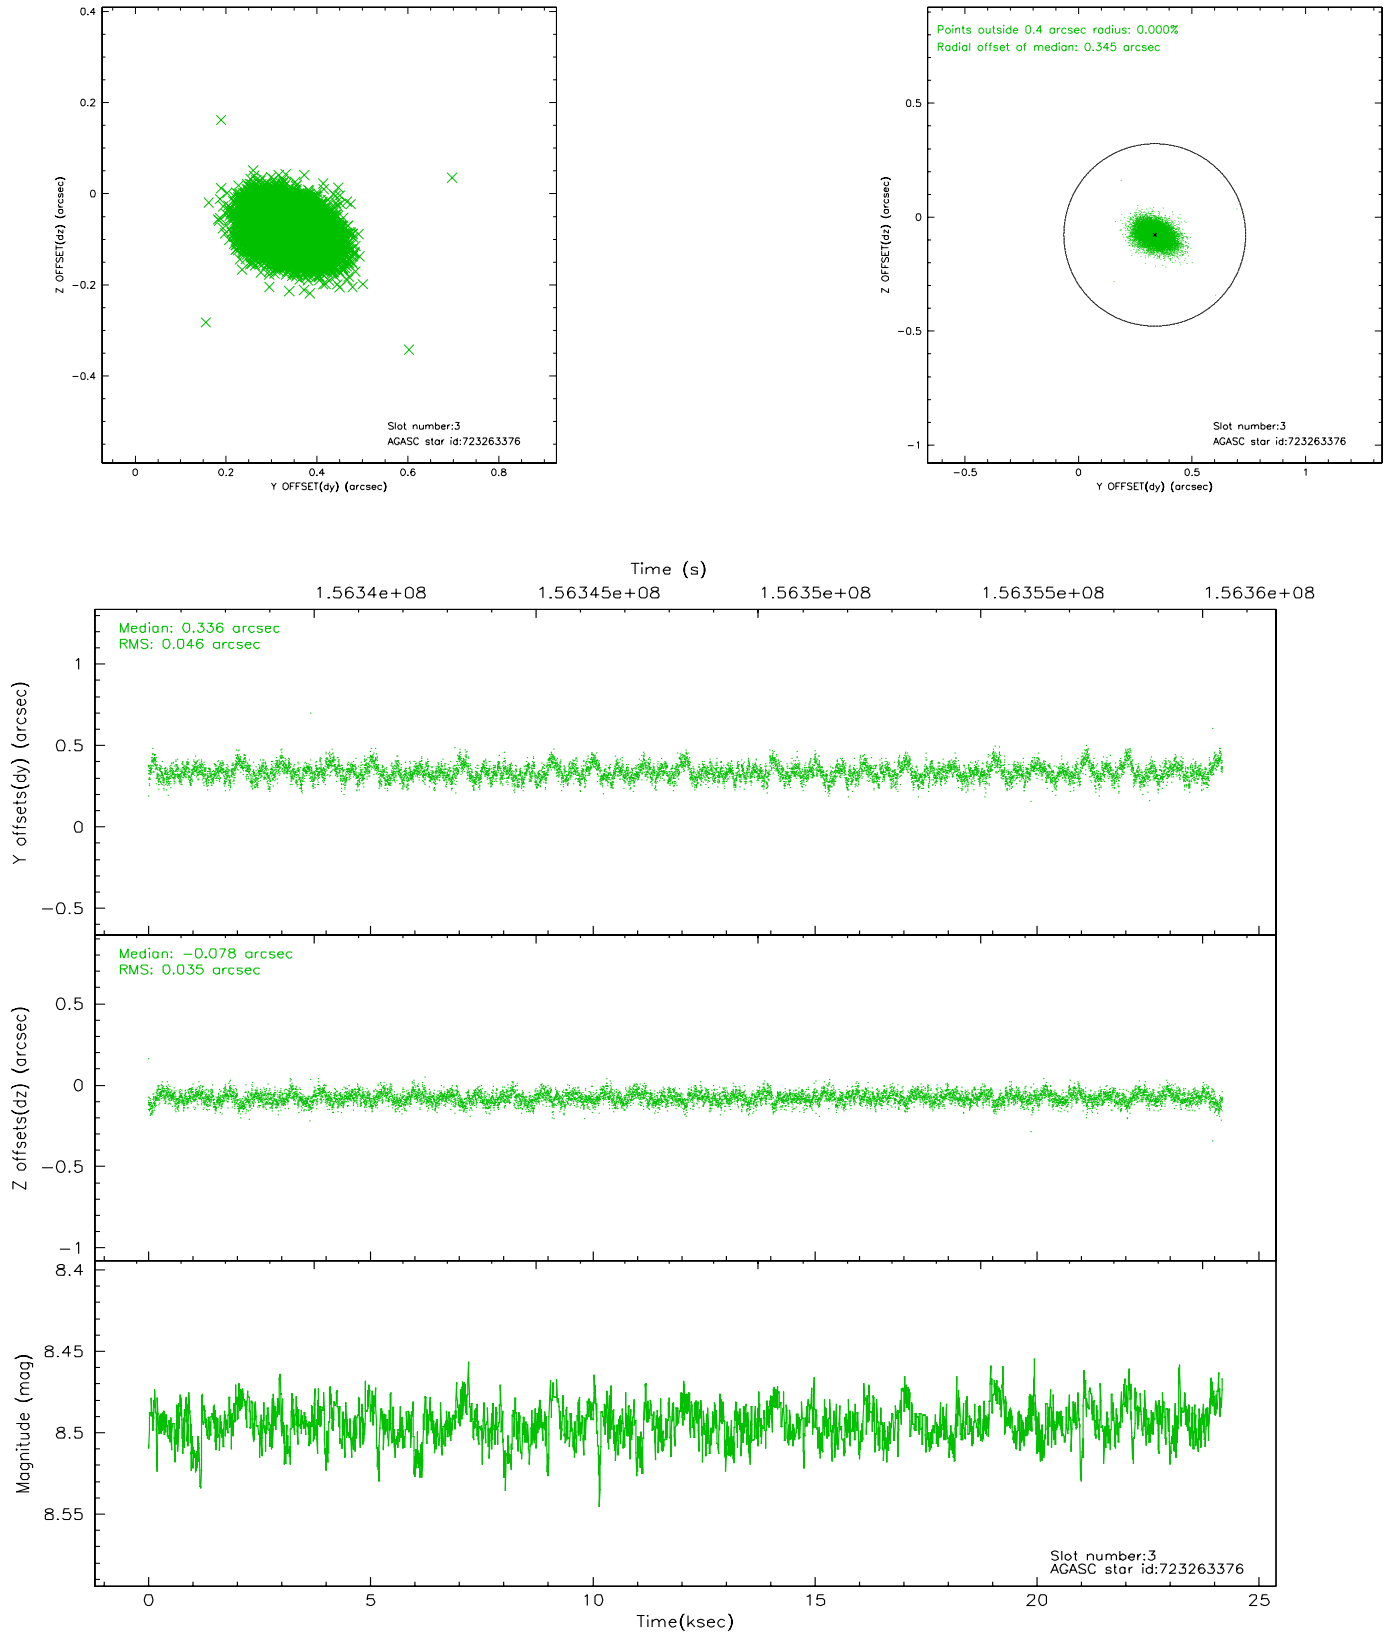 0.4
0.2
0
−0.2
−0.4
Z OFFSET(dz) (arcsec)
Slot number:3
AGASC star id:723263376
0 0.2 0.4 0.6 0.8
Y OFFSET(dy) (arcsec)
Points outside 0.4 arcsec radius: 0.000%
Radial offset of median: 0.345 arcsec
0.5
0
−0.5
−1
Z OFFSET(dz) (arcsec)
Slot number:3
AGASC star id:723263376
−0.5 0 0.5 1
Y OFFSET(dy) (arcsec)
Time (s)
1.5634e+08 1.56345e+08 1.5635e+08 1.56355e+08 1.5636e+08
Median: 0.336 arcsec
RMS: 0.046 arcsec
1
0.5
0
−0.5
Y offsets(dy) (arcsec)
Median: −0.078 arcsec
RMS: 0.035 arcsec
0.5
0
−0.5
−1
Z offsets(dz) (arcsec)
8.4
8.45
8.5
8.55
Magnitude (mag)
Slot number:3
AGASC star id:723263376
0 5 10 15 20 25
Time(ksec)